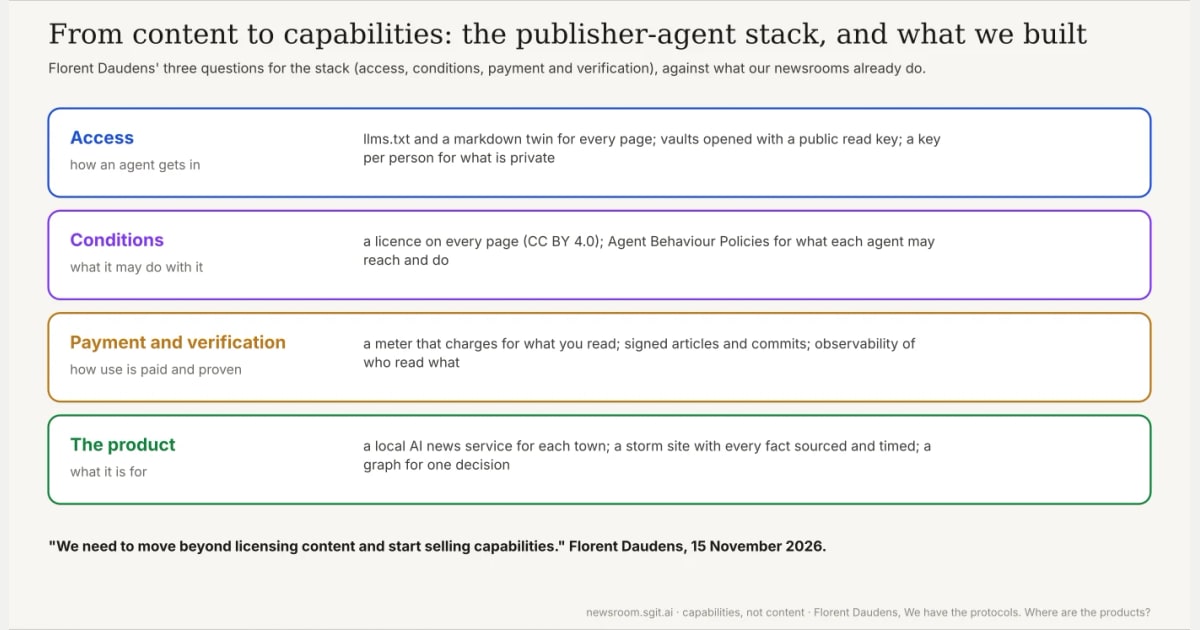 From content to capabilities: the publisher-agent stack, and what we built
Florent Daudens' three questions for the stack (access, conditions, payment and verification), against what our newsrooms already do.
Access
how an agent gets in
llms.txt and a markdown twin for every page; vaults opened with a public read key; a key
per person for what is private
Conditions
what it may do with it
a licence on every page (CC BY 4.0); Agent Behaviour Policies for what each agent may
reach and do
Payment and verification
how use is paid and proven
a meter that charges for what you read; signed articles and commits; observability of
who read what
The product
what it is for
a local AI news service for each town; a storm site with every fact sourced and timed; a
graph for one decision
"We need to move beyond licensing content and start selling capabilities." Florent Daudens, 15 November 2026.
newsroom.sgit.ai · capabilities, not content · Florent Daudens, We have the protocols. Where are the products?